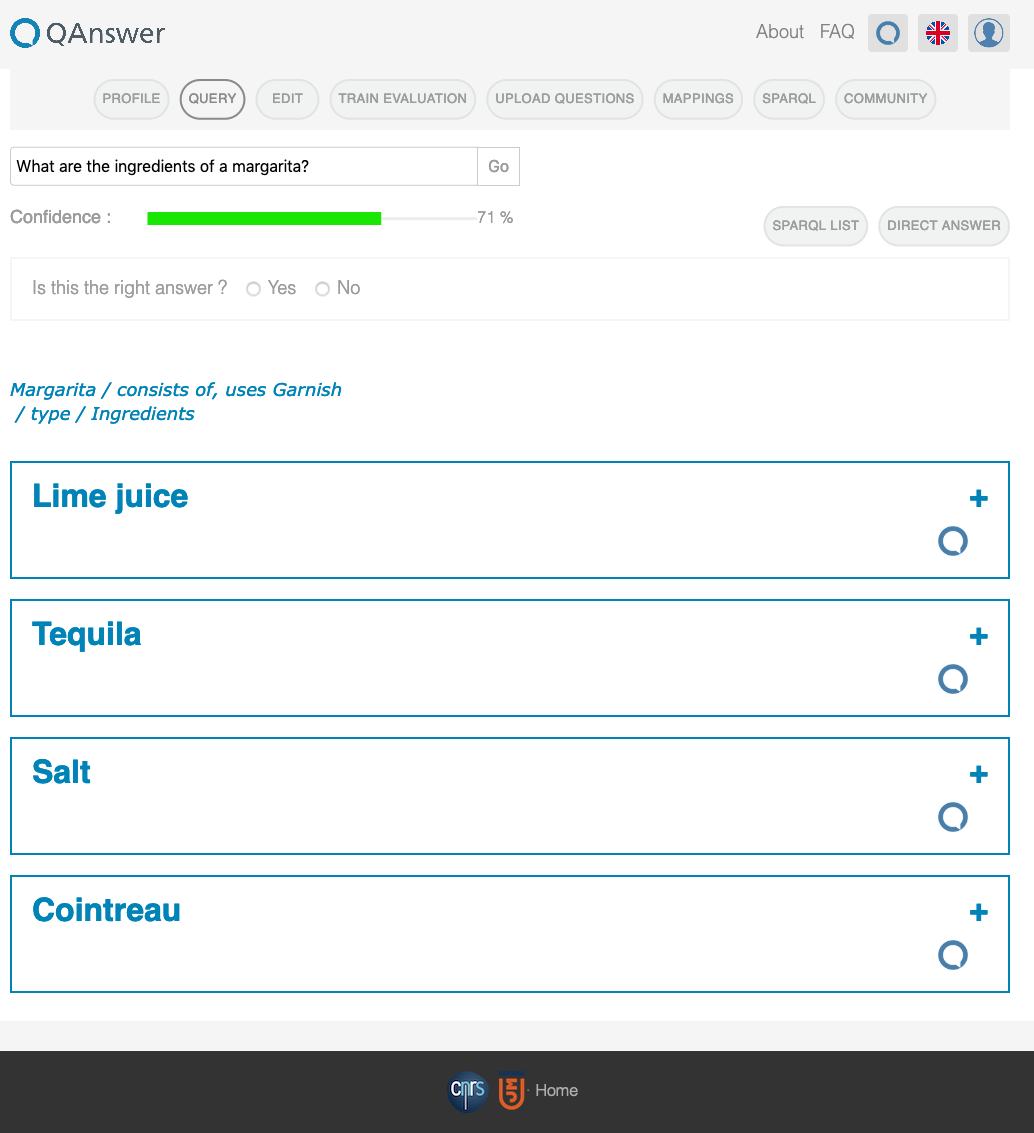 QAnswer
About FAQ
PROFILE QUERY EDIT TRAIN EVALUATION UPLOAD QUESTIONS MAPPINGS SPARQL COMMUNITY
What are the ingredients of a margarita? Go
Confidence : 71 %
SPARQL LIST DIRECT ANSWER
Is this the right answer ? Yes No
Margarita / consists of, uses Garnish
/ type / Ingredients
Lime juice +
Tequila +
Salt +
Cointreau +
cnrs Home